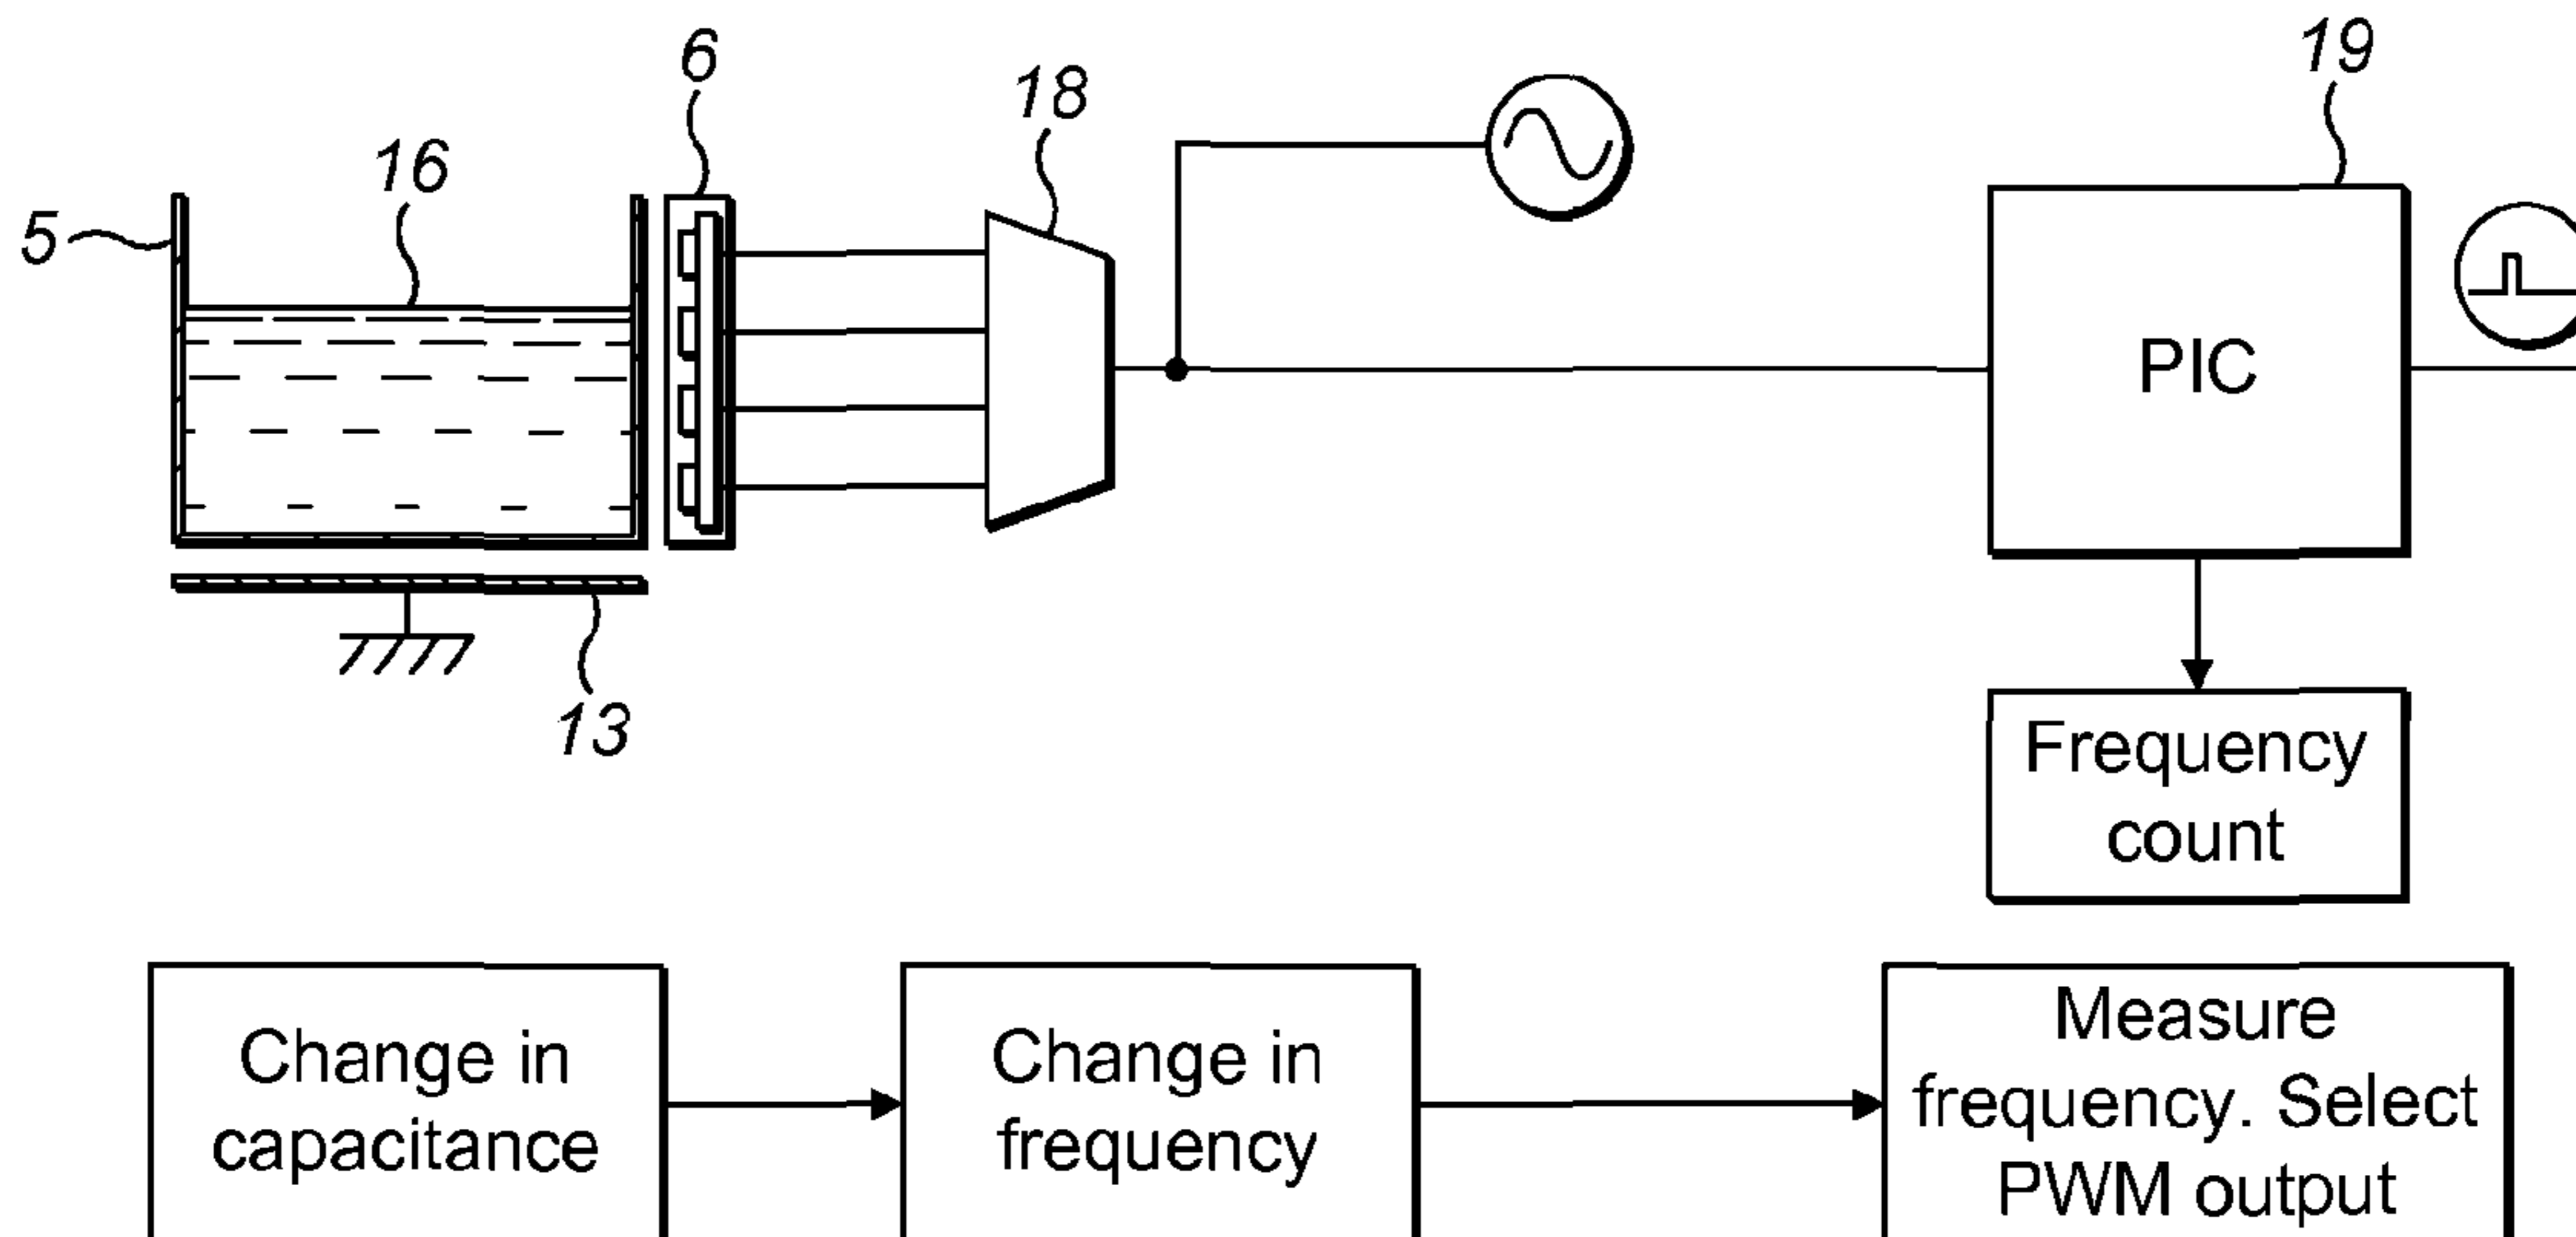 6
18
19
16
5
PIC
13
Frequency
count
Change in
capacitance
Change in
frequency
Measure
frequency. Select
PWM output